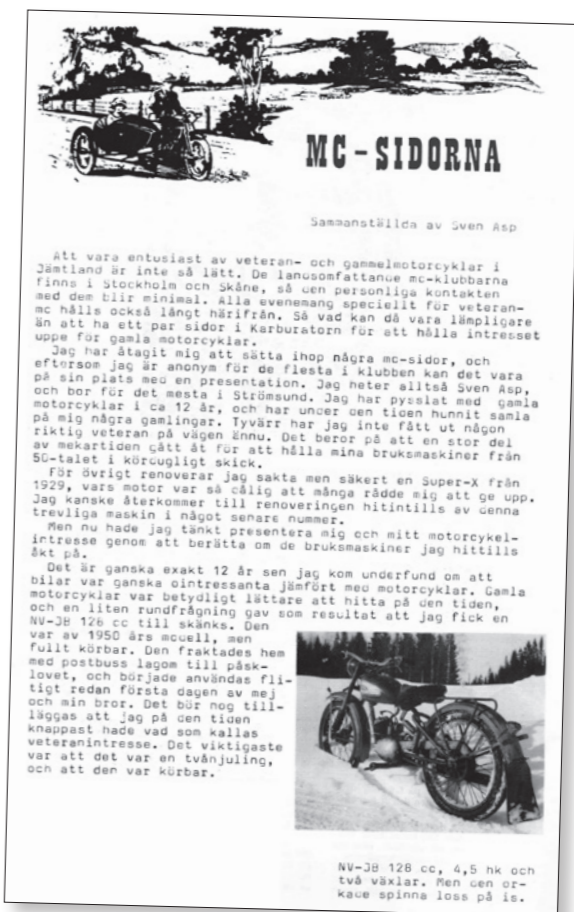 MC-SIDORNA
Sammanställda av Sven Asp
Att vara entusiast av veteran- och gammelmotorcyklar i
Jämtland är inte så lätt. De landsomfattande mc-klubbarna
finns i Stockholm och Skåne, så den personliga kontakten
med dem blir minimal. Alla evenemang speciellt för veteran-
mc hålls också långt härifrån. Så vad kan då vara lämpligare
än att ha ett par sidor i Karburatorn för att hålla intresset
uppe för gamla motorcyklar.
Jag har åtagit mig att sätta ihop några mc-sidor, och
eftersom jag är anonym för de flesta i klubben kan det vara
på sin plats med en presentation. Jag heter alltså Sven Asp,
och bor för det mesta i Strömsund. Jag har pysslat med gamla
motorcyklar i ca 12 år, och har under den tiden hunnit samla
på mig några gamlingar. Tyvärr har jag inte fått ut någon
riktig veteran på vägen ännu. Det beror på att en stor del
av mekartiden gått åt för att hålla mina bruksmaskiner från
50-talet i kördugligt skick.
För övrigt renoverar jag sakta men säkert en Super-X från
1929, vars motor var så dålig att många rådde mig att ge upp.
Jag kanske återkommer till renoveringen hitintills av denna
trevliga maskin i något senare nummer.
Men nu hade jag tänkt presentera mig och mitt motorcykel-
intresse genom att berätta om de bruksmaskiner jag hittills
åkt på.
Det är ganska exakt 12 år sen jag kom underfund om att
bilar var ganska ointressanta jämfört med motorcyklar. Gamla
motorcyklar var betydligt lättare att hitta på den tiden,
och en liten rundfrågning gav som resultat att jag fick en
NV-JB 128 cc till skänks. Den
var av 1950 års modell, men
fullt körbar. Den fraktades hem
med postbuss lagom till påsk-
lovet, och började användas fli-
tigt redan första dagen av mej
och min bror. Det bör nog till-
läggas att jag på den tiden
knappast hade vad som kallas
veteranintresse. Det viktigaste
var att det var en tvåhjuling,
och att den var körbar.
NV-JB 128 cc, 4,5 hk och
två växlar. Men den or-
kade spinna loss på is.